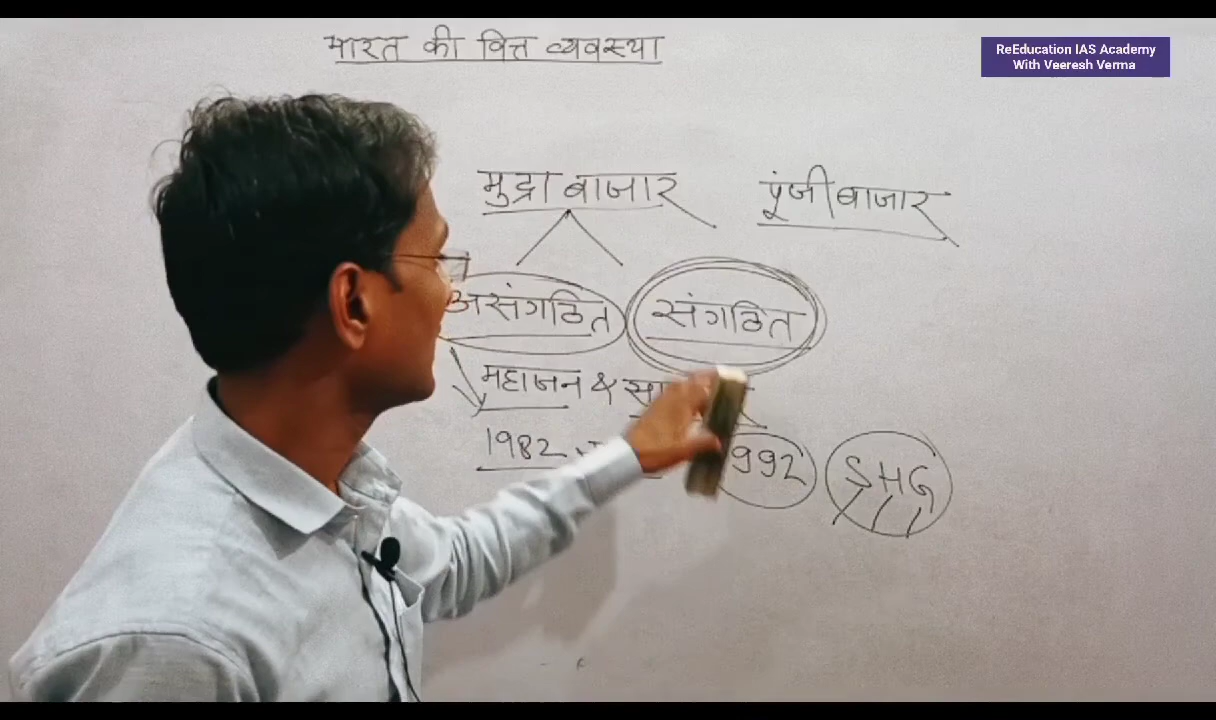 भारत की वित्त व्यवस्था
ReEducation IAS Academy
With Veeresh Verma
मुद्रा बाजार
पूंजी बाजार
असंगठित
संगठित
महाजन &
1982
992
SHG